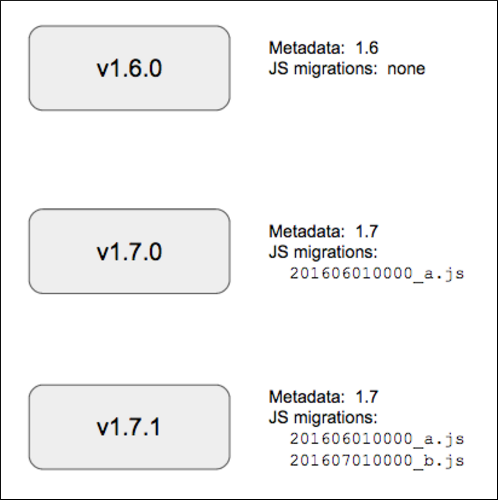 v1.6.0
Metadata: 1.6
JS migrations: none
v1.7.0
Metadata: 1.7
JS migrations:
201606010000_a.js
v1.7.1
Metadata: 1.7
JS migrations:
201606010000_a.js
201607010000_b.js